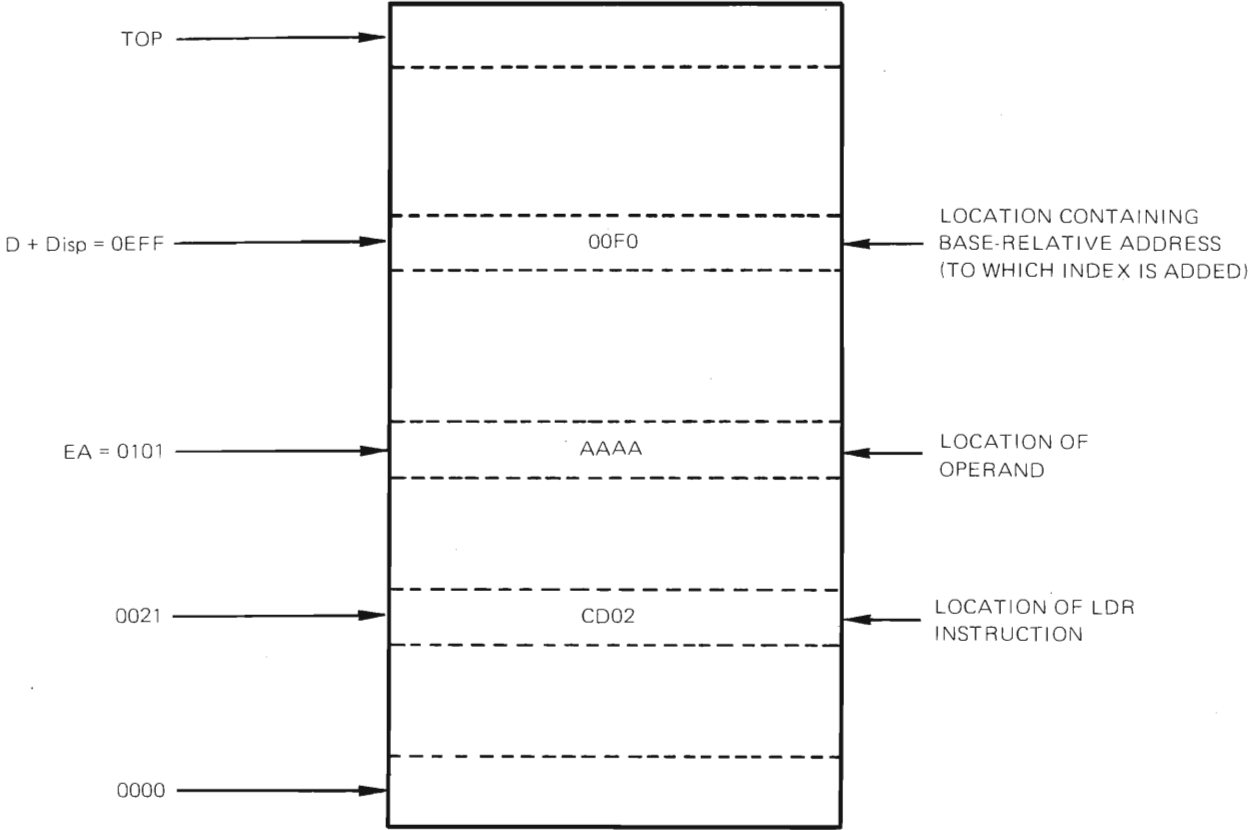 TOP
D + Disp = 0EFF
00F0
LOCATION CONTAINING
BASE-RELATIVE ADDRESS
(TO WHICH INDEX IS ADDED)
EA = 0101
AAAA
LOCATION OF
OPERAND
0021
CD02
LOCATION OF LDR
INSTRUCTION
0000